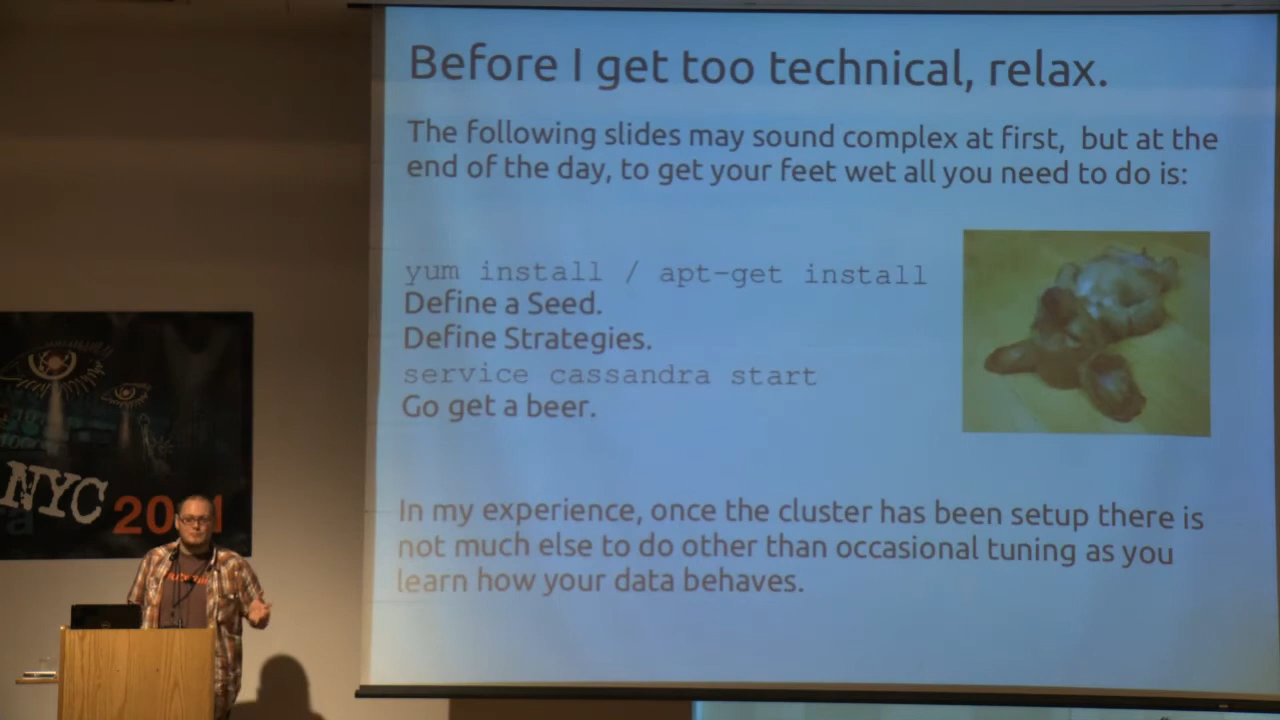 Before I get too technical, relax.
The following slides may sound complex at first, but at the
end of the day, to get your feet wet all you need to do is:
yum install / apt-get install
Define a Seed.
Define Strategies.
service cassandra start
Go get a beer.
In my experience, once the cluster has been setup there is
not much else to do other than occasional tuning as you
learn how your data behaves.
NYC